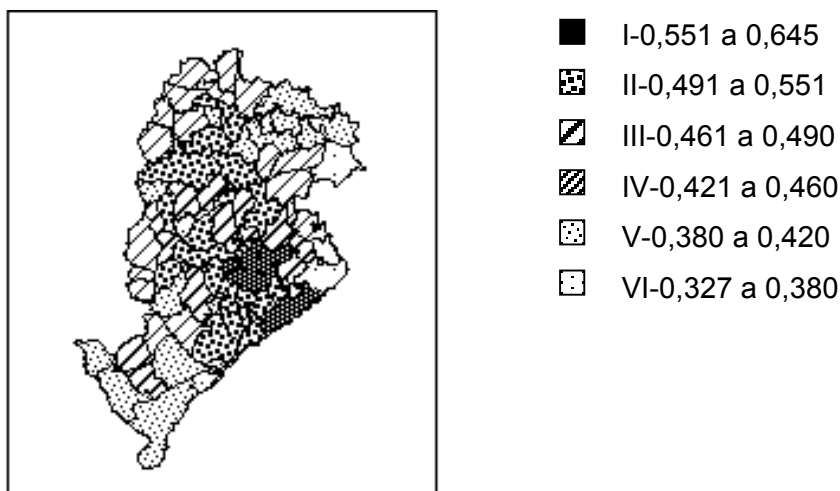 I-0,551 a 0,645
II-0,491 a 0,551
III-0,461 a 0,490
IV-0,421 a 0,460
V-0,380 a 0,420
VI-0,327 a 0,380